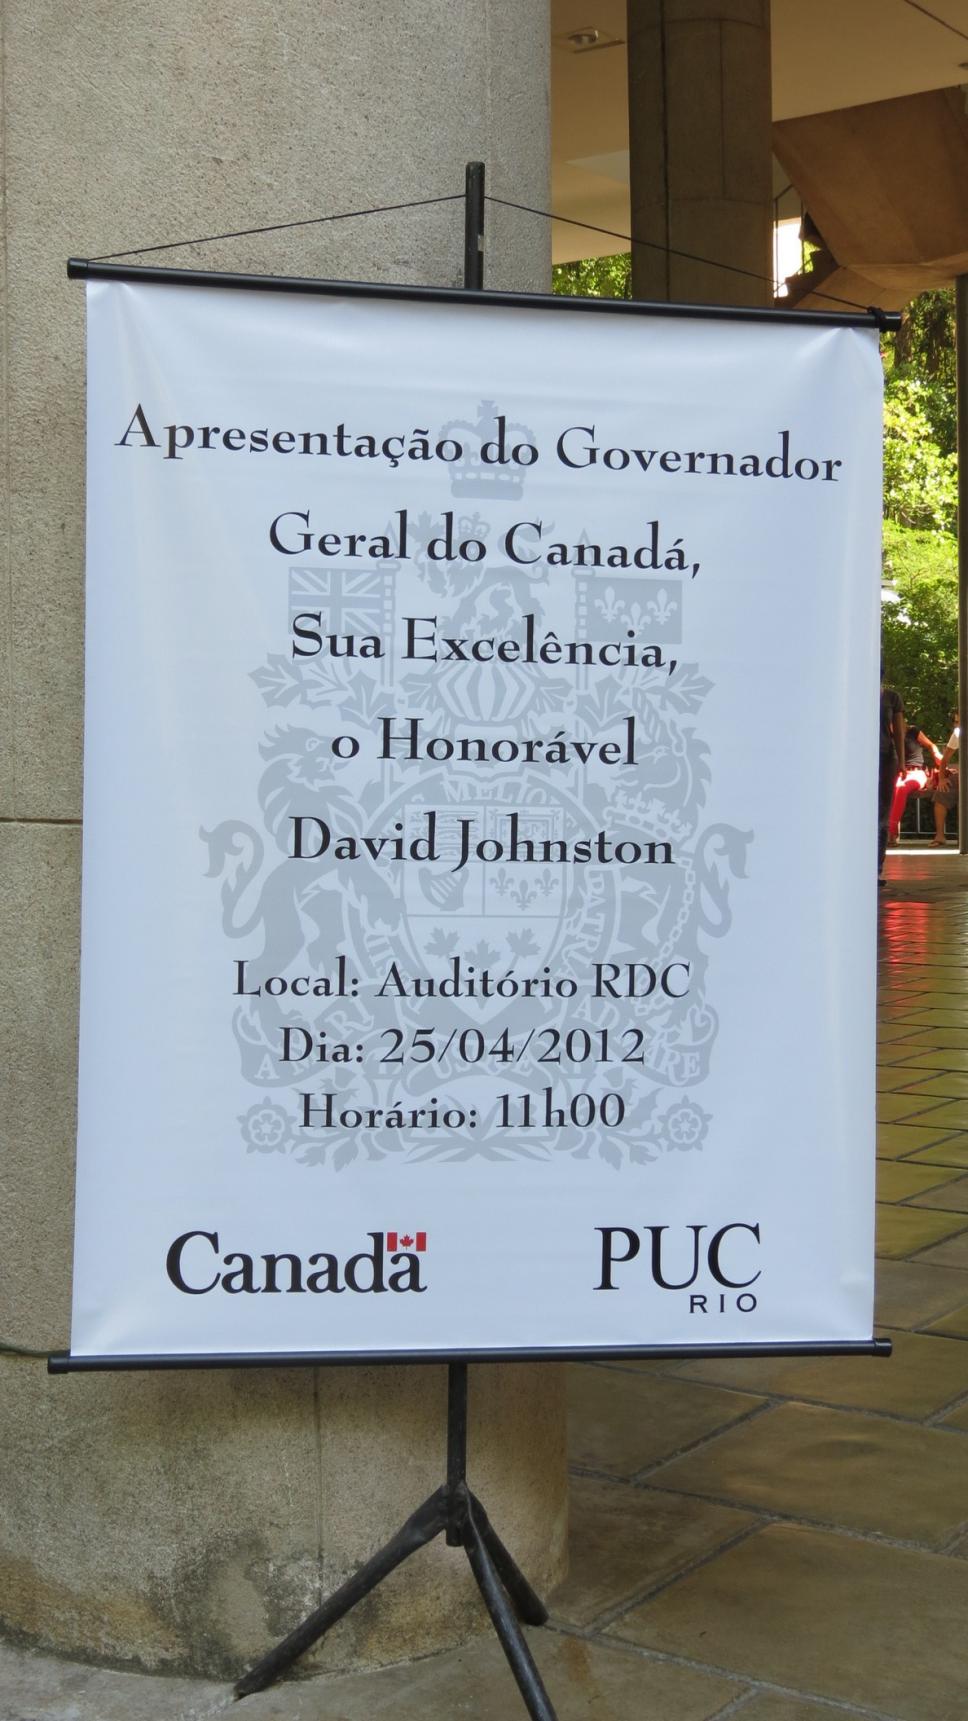 Apresentação do Governador
Geral do Canadá,
Sua Excelência,
o Honorável
David Johnston
Local: Auditório RDC
Dia: 25/04/2012
Horário: 11h00
Canada
PUC
RIO